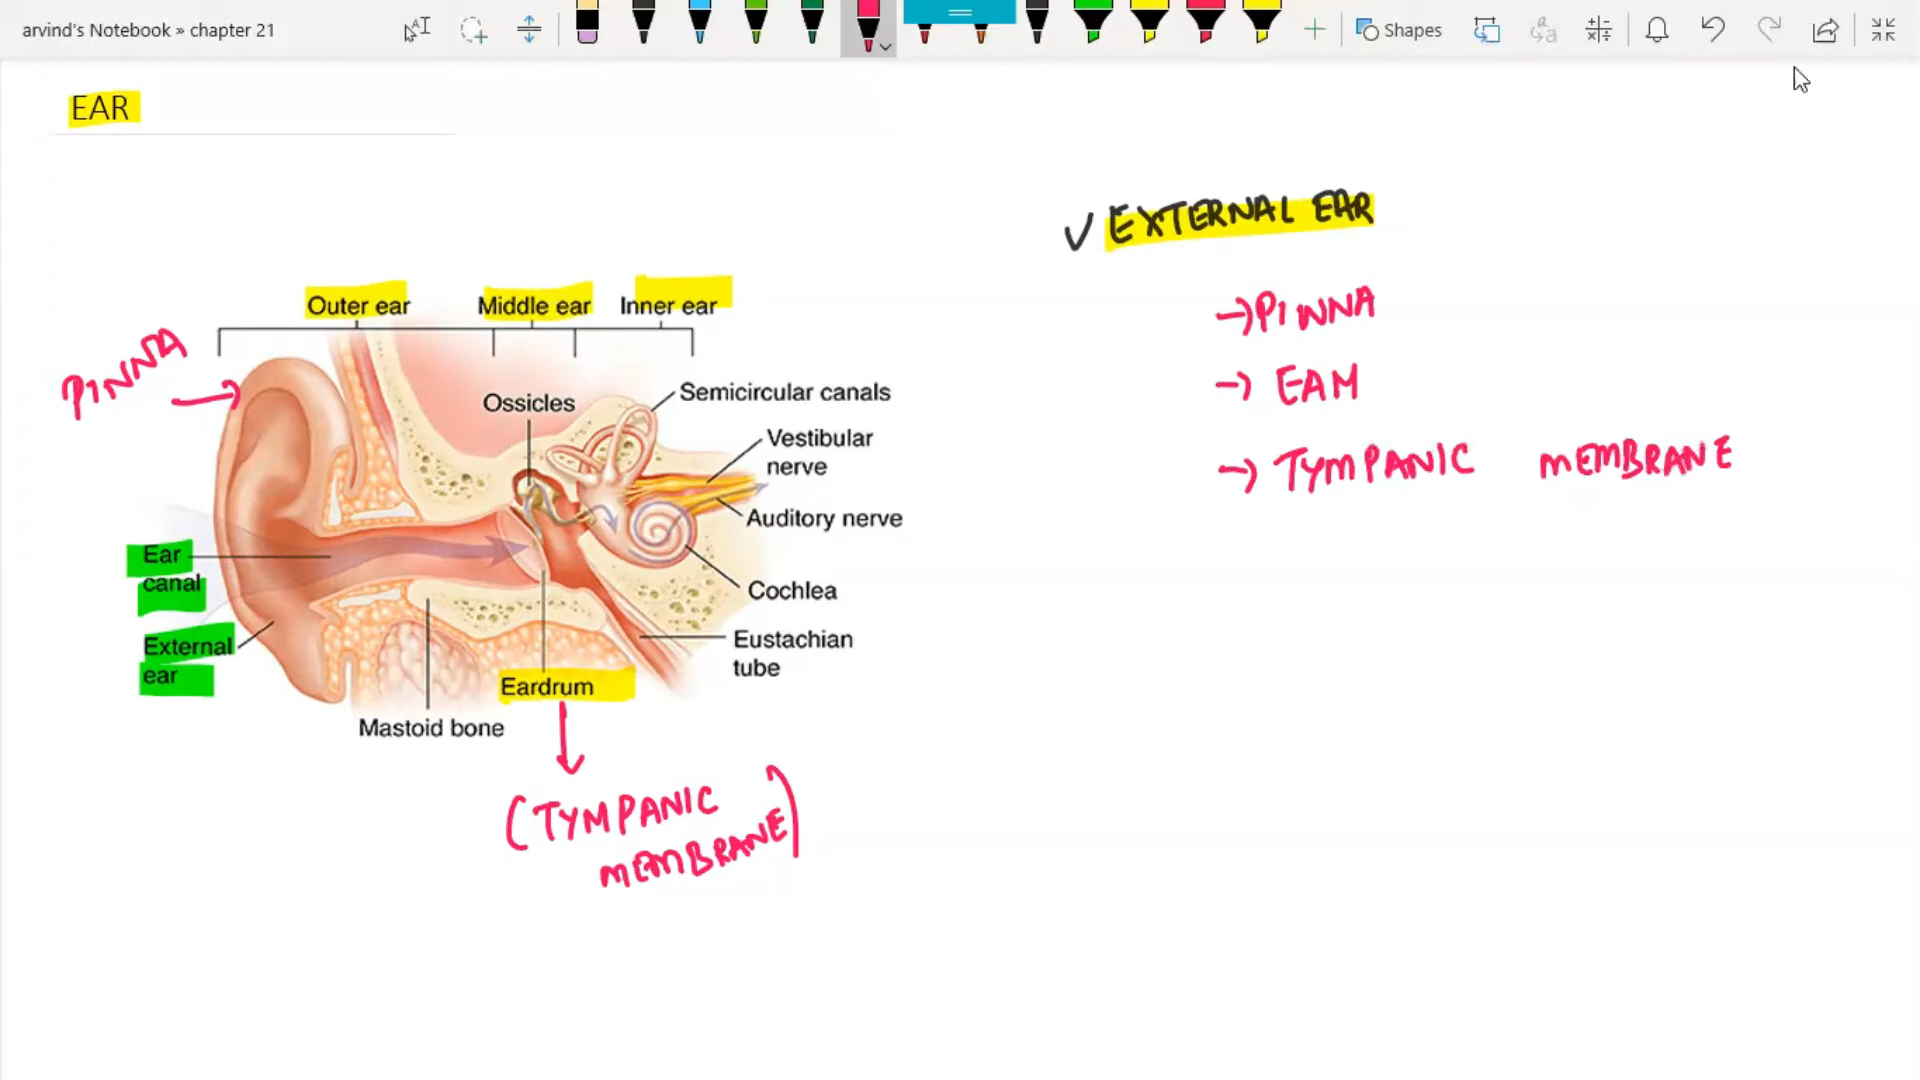 arvind's Notebook » chapter 21
Shapes
EAR
✓ EXTERNAL EAR
→ PINNA
→ EAM
→ TYMPANIC MEMBRANE
Outer ear
Middle ear
Inner ear
PINNA →
Ossicles
Semicircular canals
Vestibular
nerve
Auditory nerve
Ear
canal
Cochlea
External
ear
Eustachian
tube
Eardrum
Mastoid bone
(TYMPANIC
MEMBRANE)